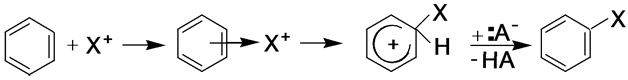 + X⁺ → → X⁺ → + X H + :A⁻ - HA → X